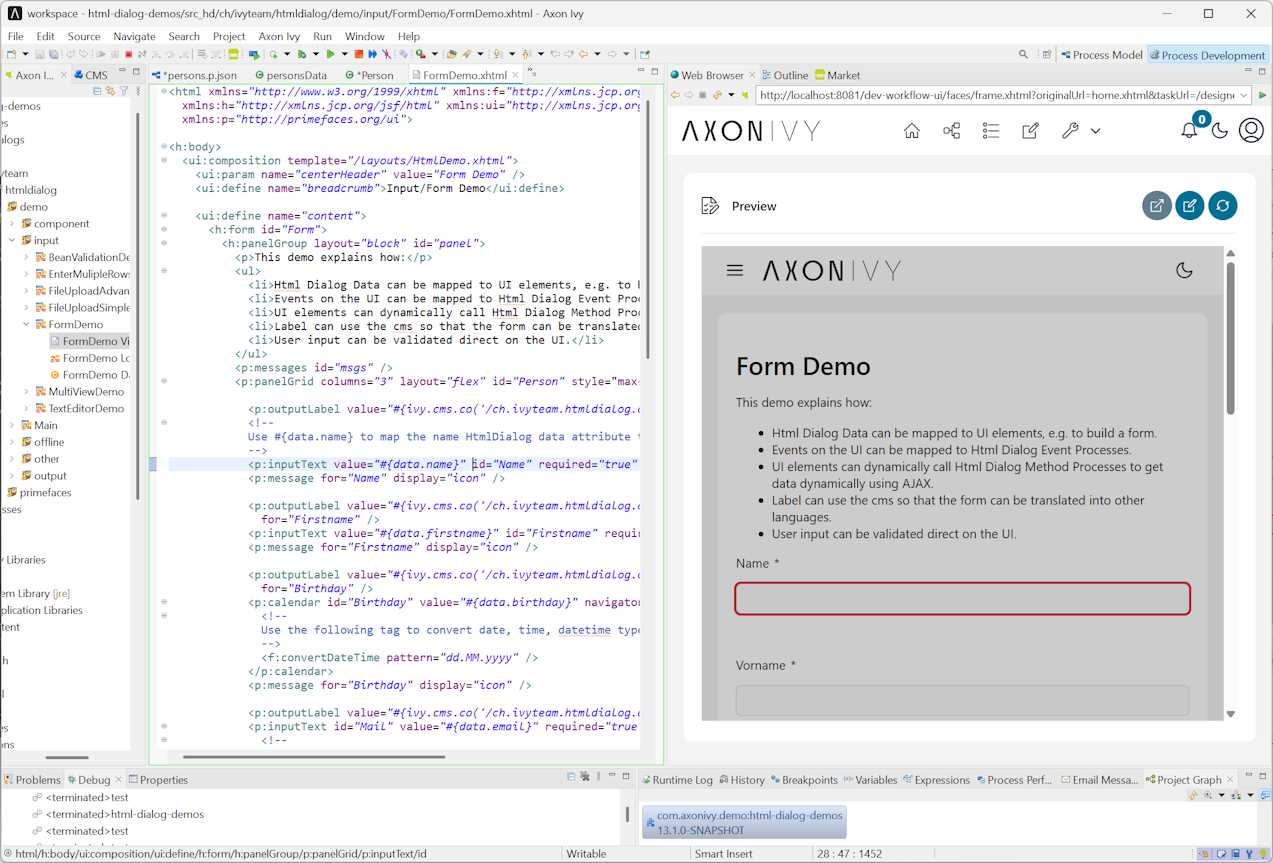 workspace - html-dialog-demos/src_hd/ch/ivyteam/htmldialog/demo/input/FormDemo/FormDemo.xhtml - Axon Ivy
File Edit Source Navigate Search Project Axon Ivy Run Window Help
Process Model Process Development
Axon I... CMS
-demos
es
alogs
yteam
htmldialog
demo
component
input
BeanValidationDe
EnterMulipleRows
FileUploadAdvan
FileUploadSimple
FormDemo
FormDemo Vi
FormDemo Lo
FormDemo Da
MultiViewDemo
TextEditorDemo
Main
offline
other
output
primefaces
sses
y Libraries
em Library [jre]
plication Libraries
tent
h
l
es
ons
*persons.p.json personsData *Person FormDemo.xhtml
<html xmlns="http://www.w3.org/1999/xhtml" xmlns:f="http://xmlns.jcp.org
xmlns:h="http://xmlns.jcp.org/jsf/html" xmlns:ui="http://xmlns.jcp.org
xmlns:p="http://primefaces.org/ui">
<h:body>
<ui:composition template="/layouts/HtmlDemo.xhtml">
<ui:param name="centerHeader" value="Form Demo" />
<ui:define name="breadcrumb">Input/Form Demo</ui:define>
<ui:define name="content">
<h:form id="Form">
<h:panelGroup layout="block" id="panel">
<p>This demo explains how:</p>
<ul>
<li>Html Dialog Data can be mapped to UI elements, e.g. to b
<li>Events on the UI can be mapped to Html Dialog Event Proc
<li>UI elements can dynamically call Html Dialog Method Proc
<li>Label can use the cms so that the form can be translated
<li>User input can be validated direct on the UI.</li>
</ul>
<p:messages id="msgs" />
<p:panelGrid columns="3" layout="flex" id="Person" style="max-
<p:outputLabel value="#{ivy.cms.co('/ch.ivyteam.htmldialog.d
<!--
Use #{data.name} to map the name HtmlDialog data attribute t
-->
<p:inputText value="#{data.name}" id="Name" required="true"
<p:message for="Name" display="icon" />
<p:outputLabel value="#{ivy.cms.co('/ch.ivyteam.htmldialog.d
for="Firstname" />
<p:inputText value="#{data.firstname}" id="Firstname" requir
<p:message for="Firstname" display="icon" />
<p:outputLabel value="#{ivy.cms.co('/ch.ivyteam.htmldialog.d
for="Birthday" />
<p:calendar id="Birthday" value="#{data.birthday}" navigator
<!--
Use the following tag to convert date, time, datetime type
-->
<f:convertDateTime pattern="dd.MM.yyyy" />
</p:calendar>
<p:message for="Birthday" display="icon" />
<p:outputLabel value="#{ivy.cms.co('/ch.ivyteam.htmldialog.d
<p:inputText id="Mail" value="#{data.email}" required="true"
<!--
Web Browser Outline Market
http://localhost:8081/dev-workflow-ui/faces/frame.xhtml?originalUrl=home.xhtml&taskUrl=/designe
AXON IVY
0
Preview
AXON IVY
Form Demo
This demo explains how:
Html Dialog Data can be mapped to UI elements, e.g. to build a form.
Events on the UI can be mapped to Html Dialog Event Processes.
UI elements can dynamically call Html Dialog Method Processes to get
data dynamically using AJAX.
Label can use the cms so that the form can be translated into other
languages.
User input can be validated direct on the UI.
Name *
Vorname *
Problems Debug Properties
<terminated>test
<terminated>html-dialog-demos
<terminated>test
Runtime Log History Breakpoints Variables Expressions Process Perf... Email Messa... Project Graph
com.axonivy.demo:html-dialog-demos
13.1.0-SNAPSHOT
html/h:body/ui:composition/ui:define/h:form/h:panelGroup/p:panelGrid/p:inputText/id Writable Smart Insert 28 : 47 : 1452